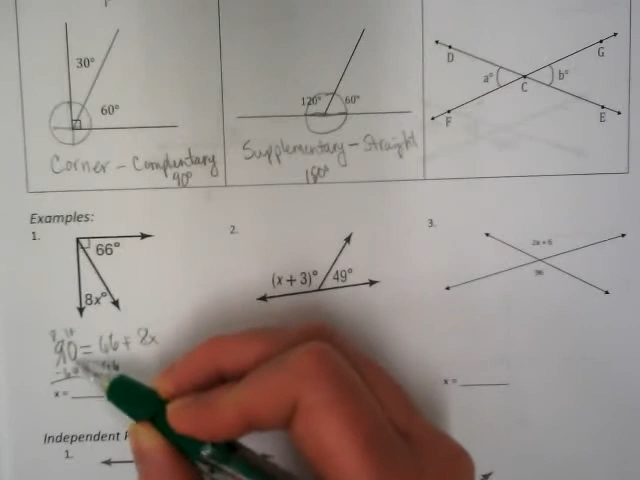 30°
60°
Corner - Complimentary
90°
120° 60°
Supplementary - Straight
180°
D G
a° b°
C
F E
Examples:
1.
66°
8x°
90 = 66 + 8x
x =
2.
(x + 3)° 49°
3.
2x + 6
96
x =
Independent
1.